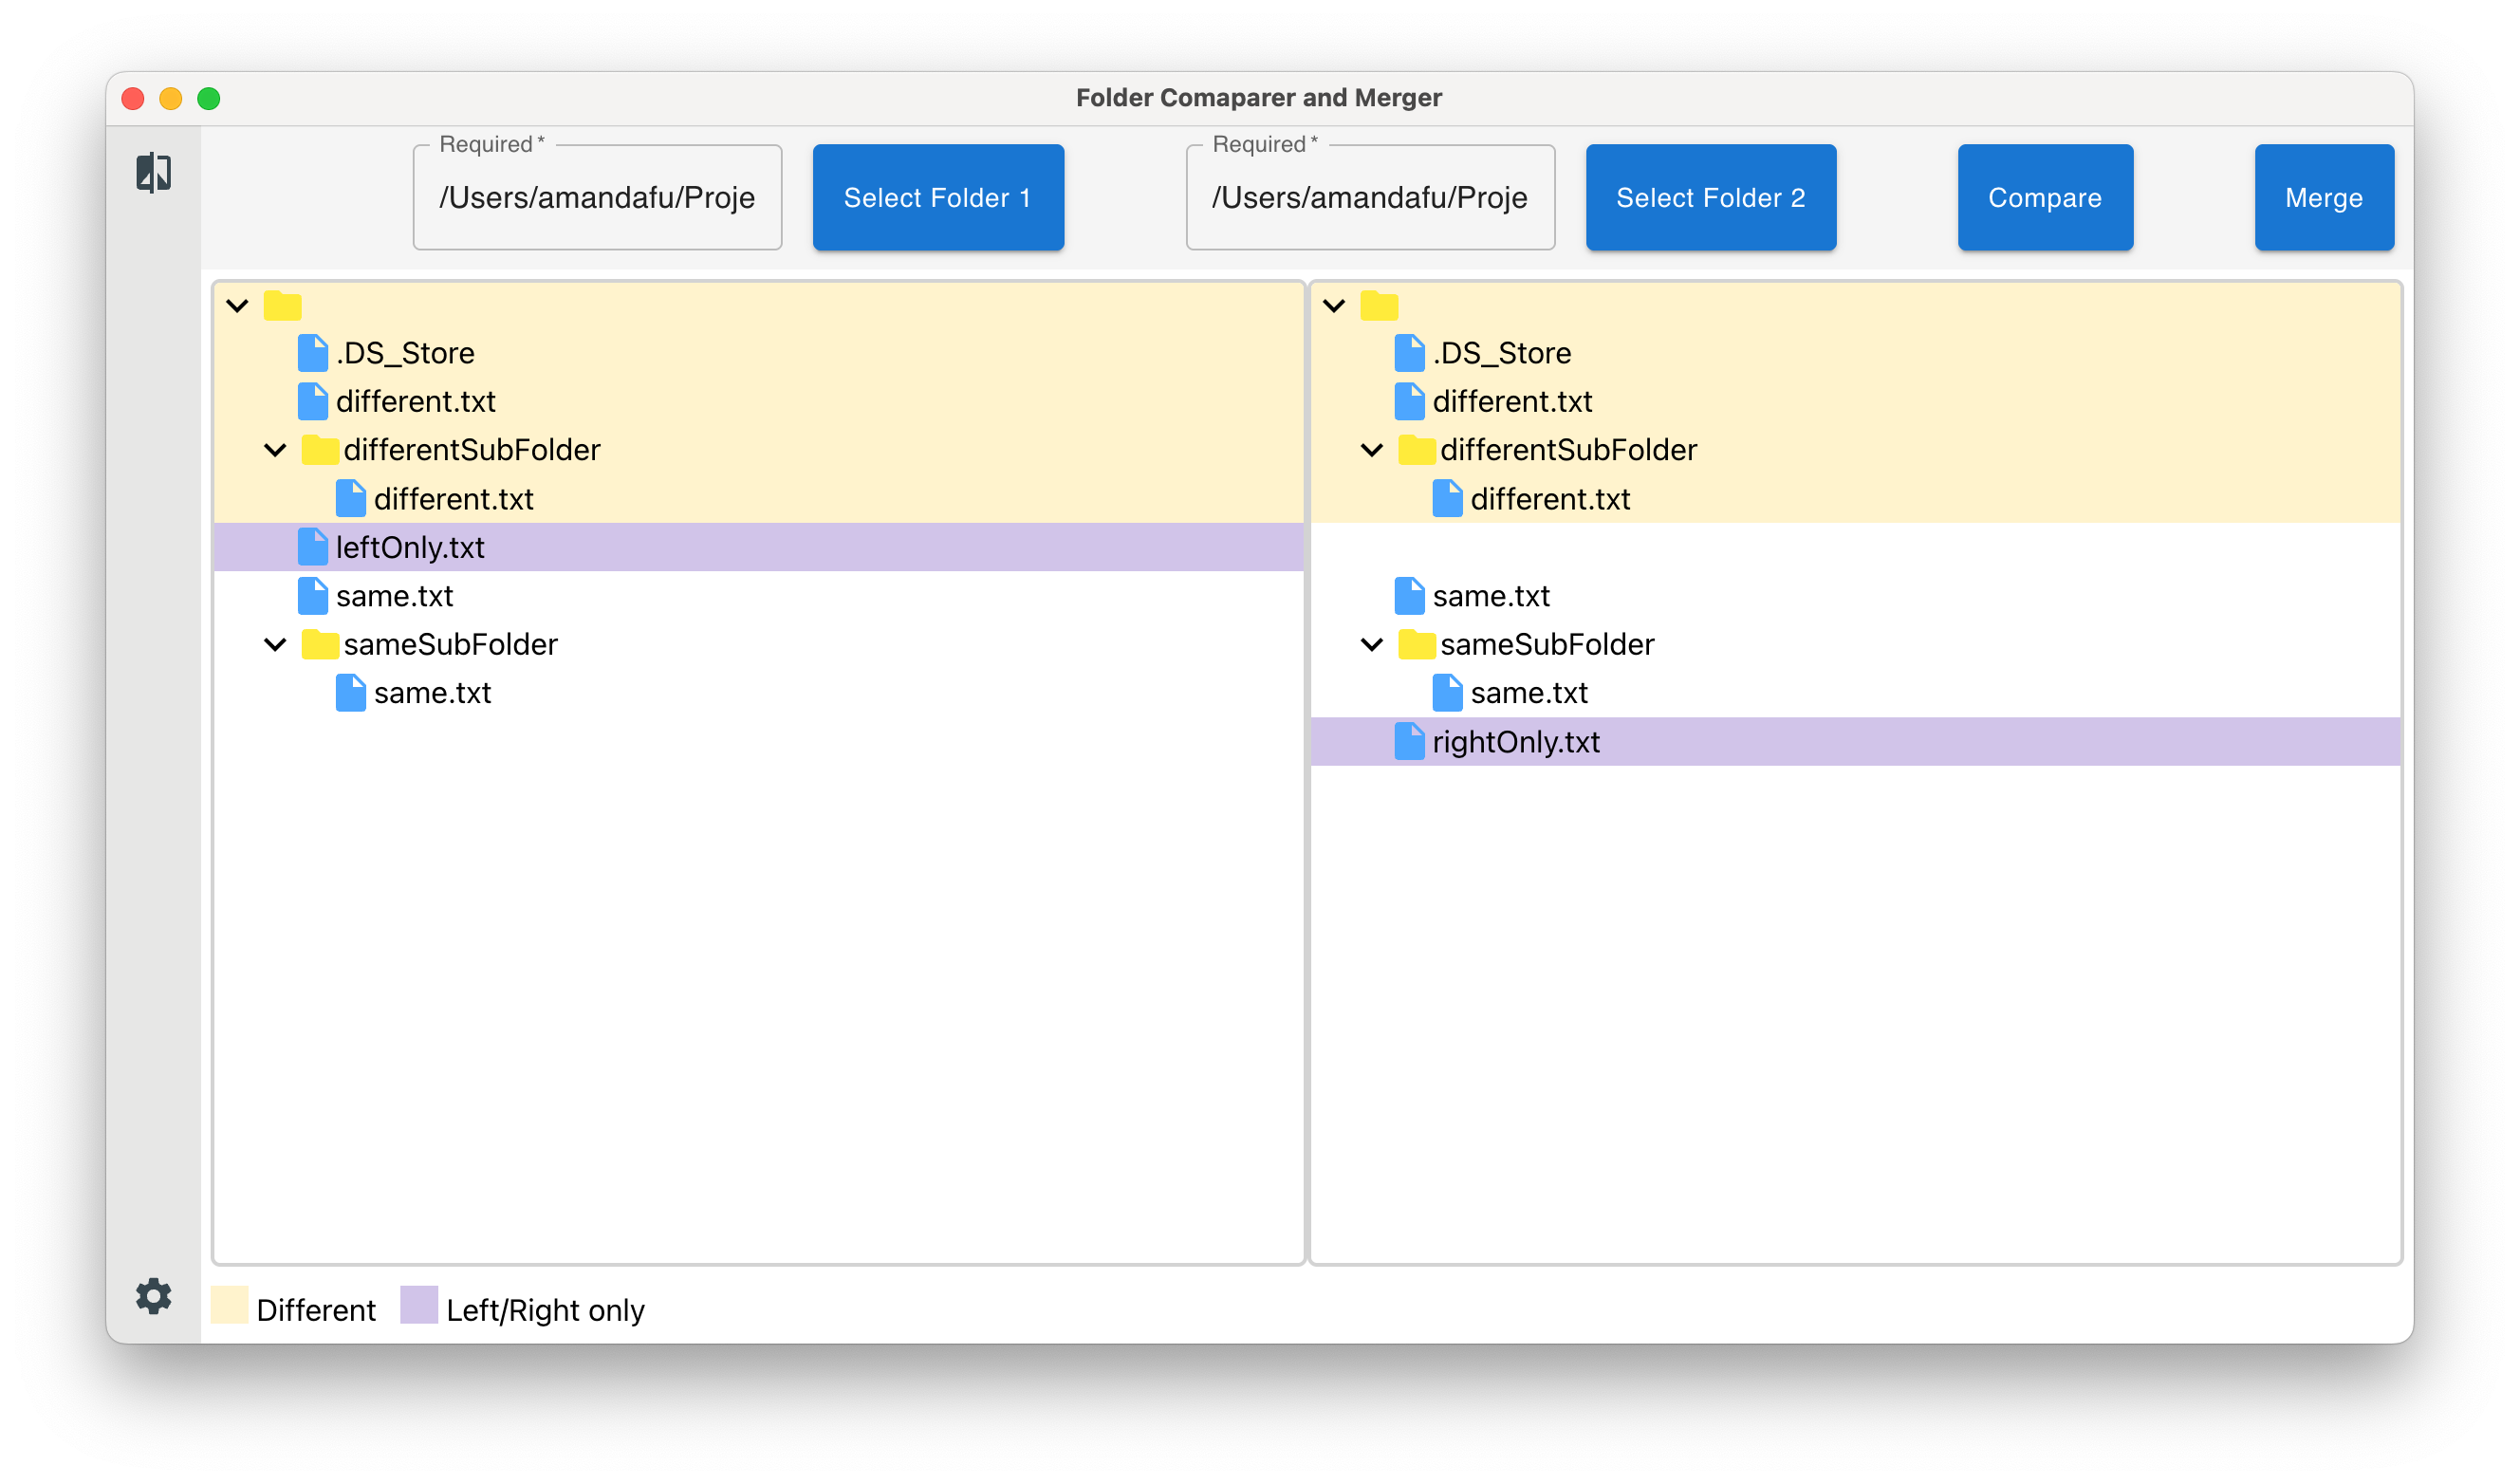 Folder Comaparer and Merger
Required *
/Users/amandafu/Proje
Select Folder 1
Required *
/Users/amandafu/Proje
Select Folder 2
Compare
Merge
.DS_Store
different.txt
differentSubFolder
different.txt
leftOnly.txt
same.txt
sameSubFolder
same.txt
.DS_Store
different.txt
differentSubFolder
different.txt
same.txt
sameSubFolder
same.txt
rightOnly.txt
Different
Left/Right only